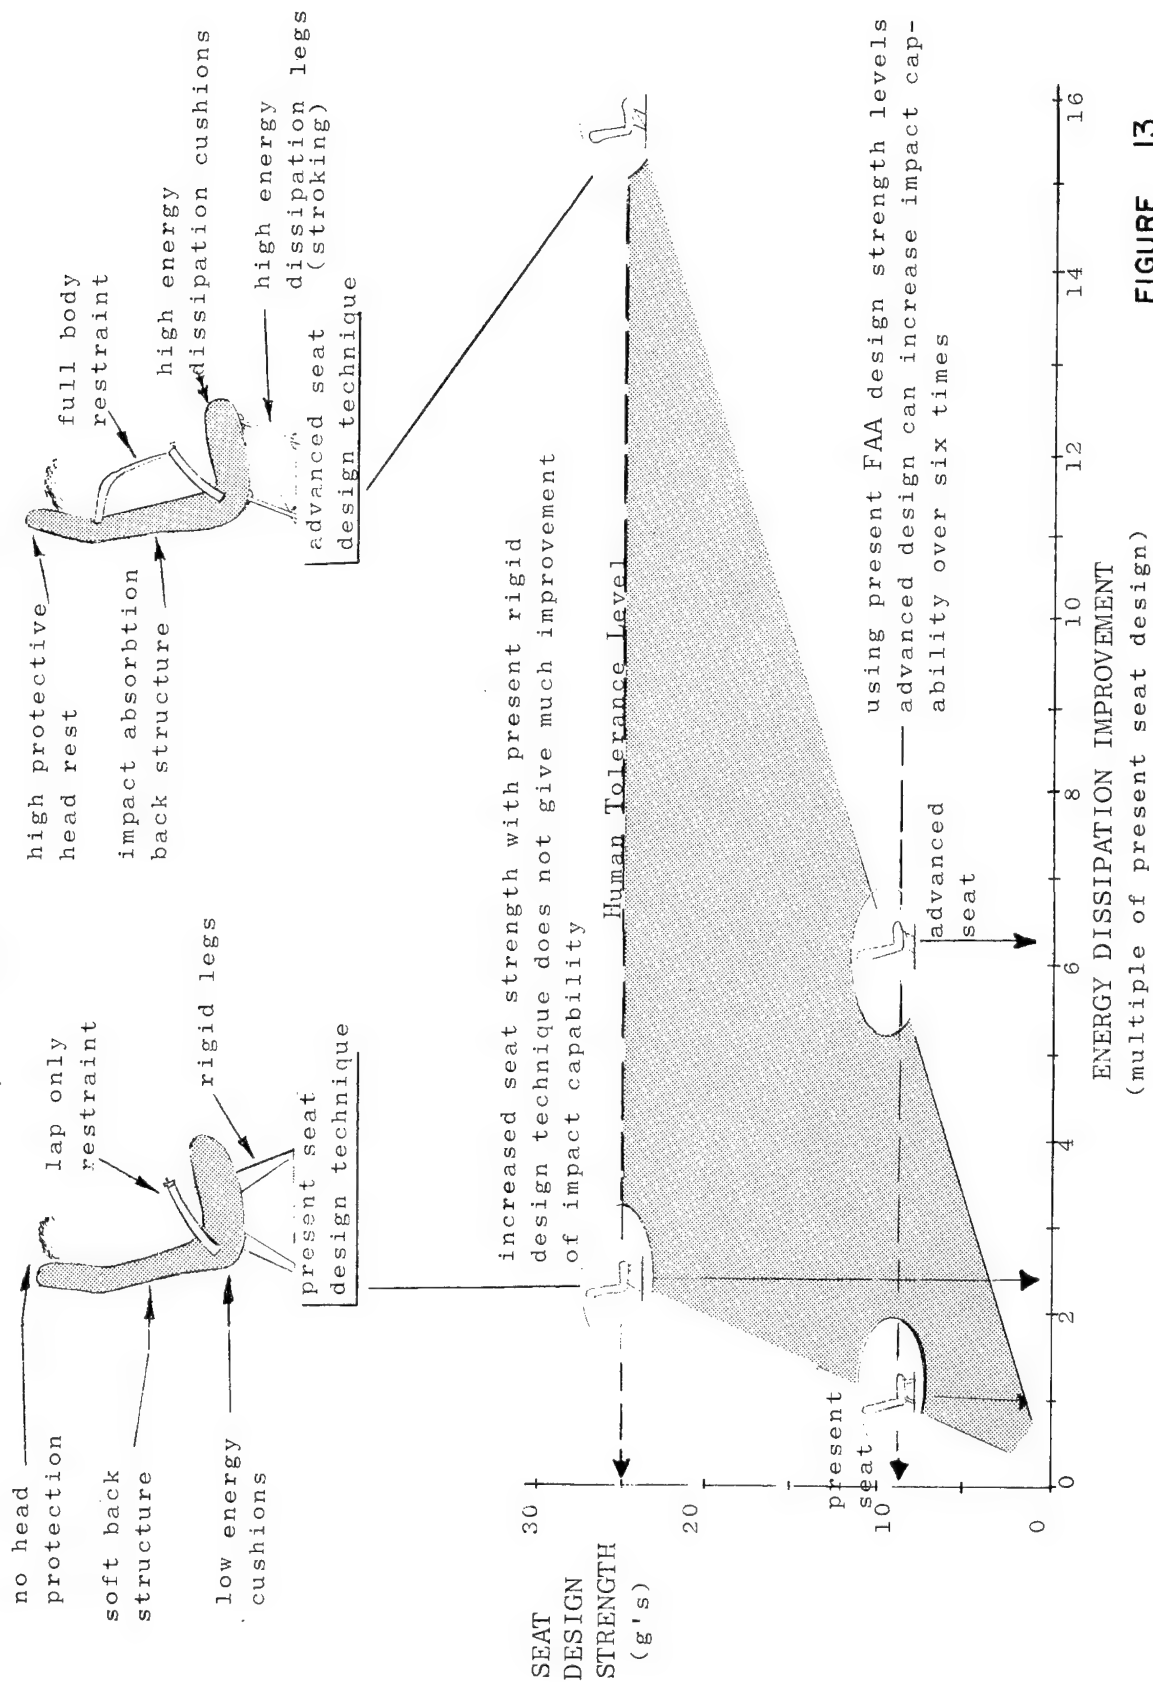 no head
protection
soft back
structure
low energy
cushions
lap only
restraint
rigid legs
present seat
design technique
high protective
head rest
impact absorbtion
back structure
full body
restraint
high energy
dissipation cushions
high energy
dissipation legs
(stroking)
advanced seat
design technique
increased seat strength with present rigid
design technique does not give much improvement
of impact capability
Human Tolerance Level
using present FAA design strength levels
advanced design can increase impact cap-
ability over six times
present
seat
advanced
seat
SEAT
DESIGN
STRENGTH
(g's)
30
20
10
0
0
2
4
6
8
10
12
14
16
ENERGY DISSIPATION IMPROVEMENT
(multiple of present seat design)
FIGURE 13